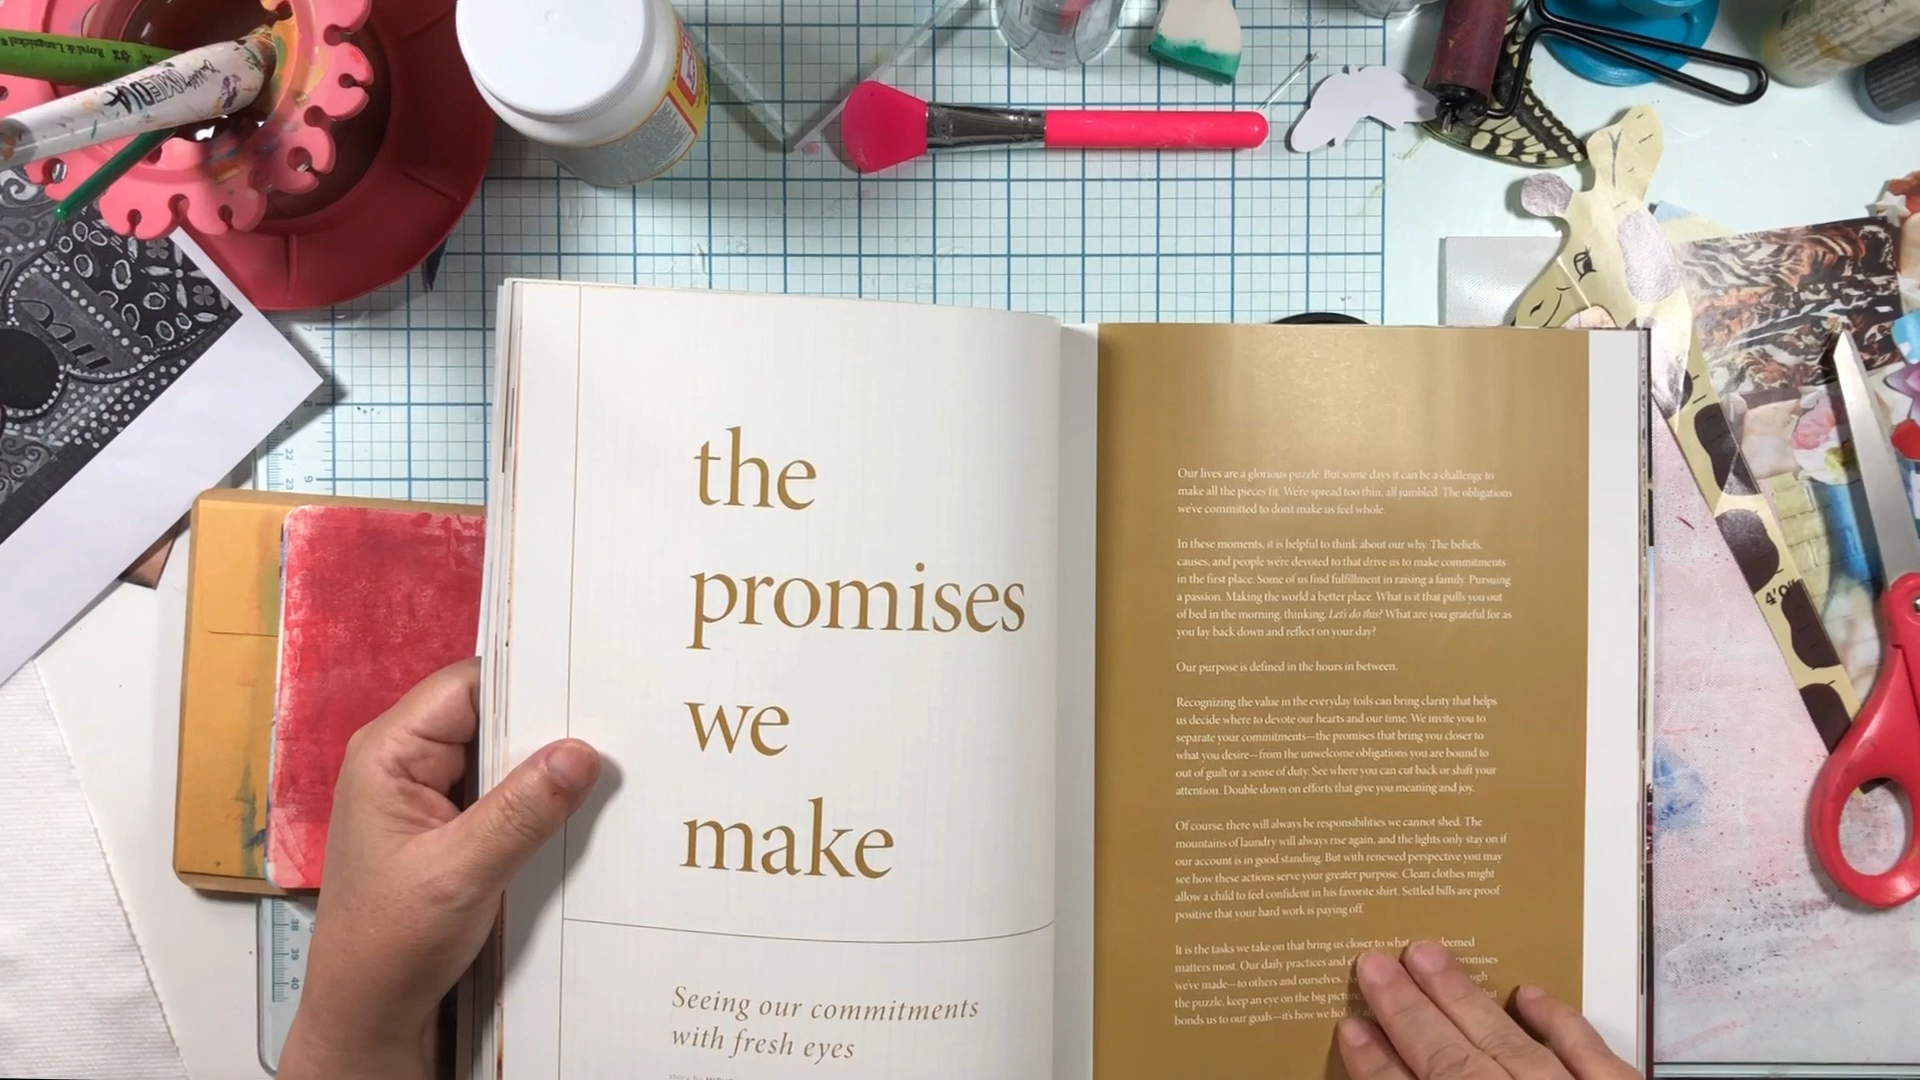 Royal & Langnickel®
the
promises
we
make
Seeing our commitments
with fresh eyes
story by
Our lives are a glorious puzzle. But some days it can be a challenge to
make all the pieces fit. We're spread too thin, all jumbled. The obligations
we've committed to don't make us feel whole.
In these moments, it is helpful to think about our why. The beliefs,
causes, and people we're devoted to that drive us to make commitments
in the first place. Some of us find fulfillment in raising a family. Pursuing
a passion. Making the world a better place. What is it that pulls you out
of bed in the morning, thinking, Let's do this? What are you grateful for as
you lay back down and reflect on your day?
Our purpose is defined in the hours in between.
Recognizing the value in the everyday toils can bring clarity that helps
us decide where to devote our hearts and our time. We invite you to
separate your commitments—the promises that bring you closer to
what you desire—from the unwelcome obligations you are bound to
out of guilt or a sense of duty. See where you can cut back or shift your
attention. Double down on efforts that give you meaning and joy.
Of course, there will always be responsibilities we cannot shed. The
mountains of laundry will always rise again, and the lights only stay on if
our account is in good standing. But with renewed perspective you may
see how these actions serve your greater purpose. Clean clothes might
allow a child to feel confident in his favorite shirt. Settled bills are proof
positive that your hard work is paying off.
It is the tasks we take on that bring us closer to what deemed
matters most. Our daily practices and promises
we've made—to others and ourselves.
the puzzle, keep an eye on the big picture
bonds us to our goals—it's how we
4'0"
22
23
9
38
39
40